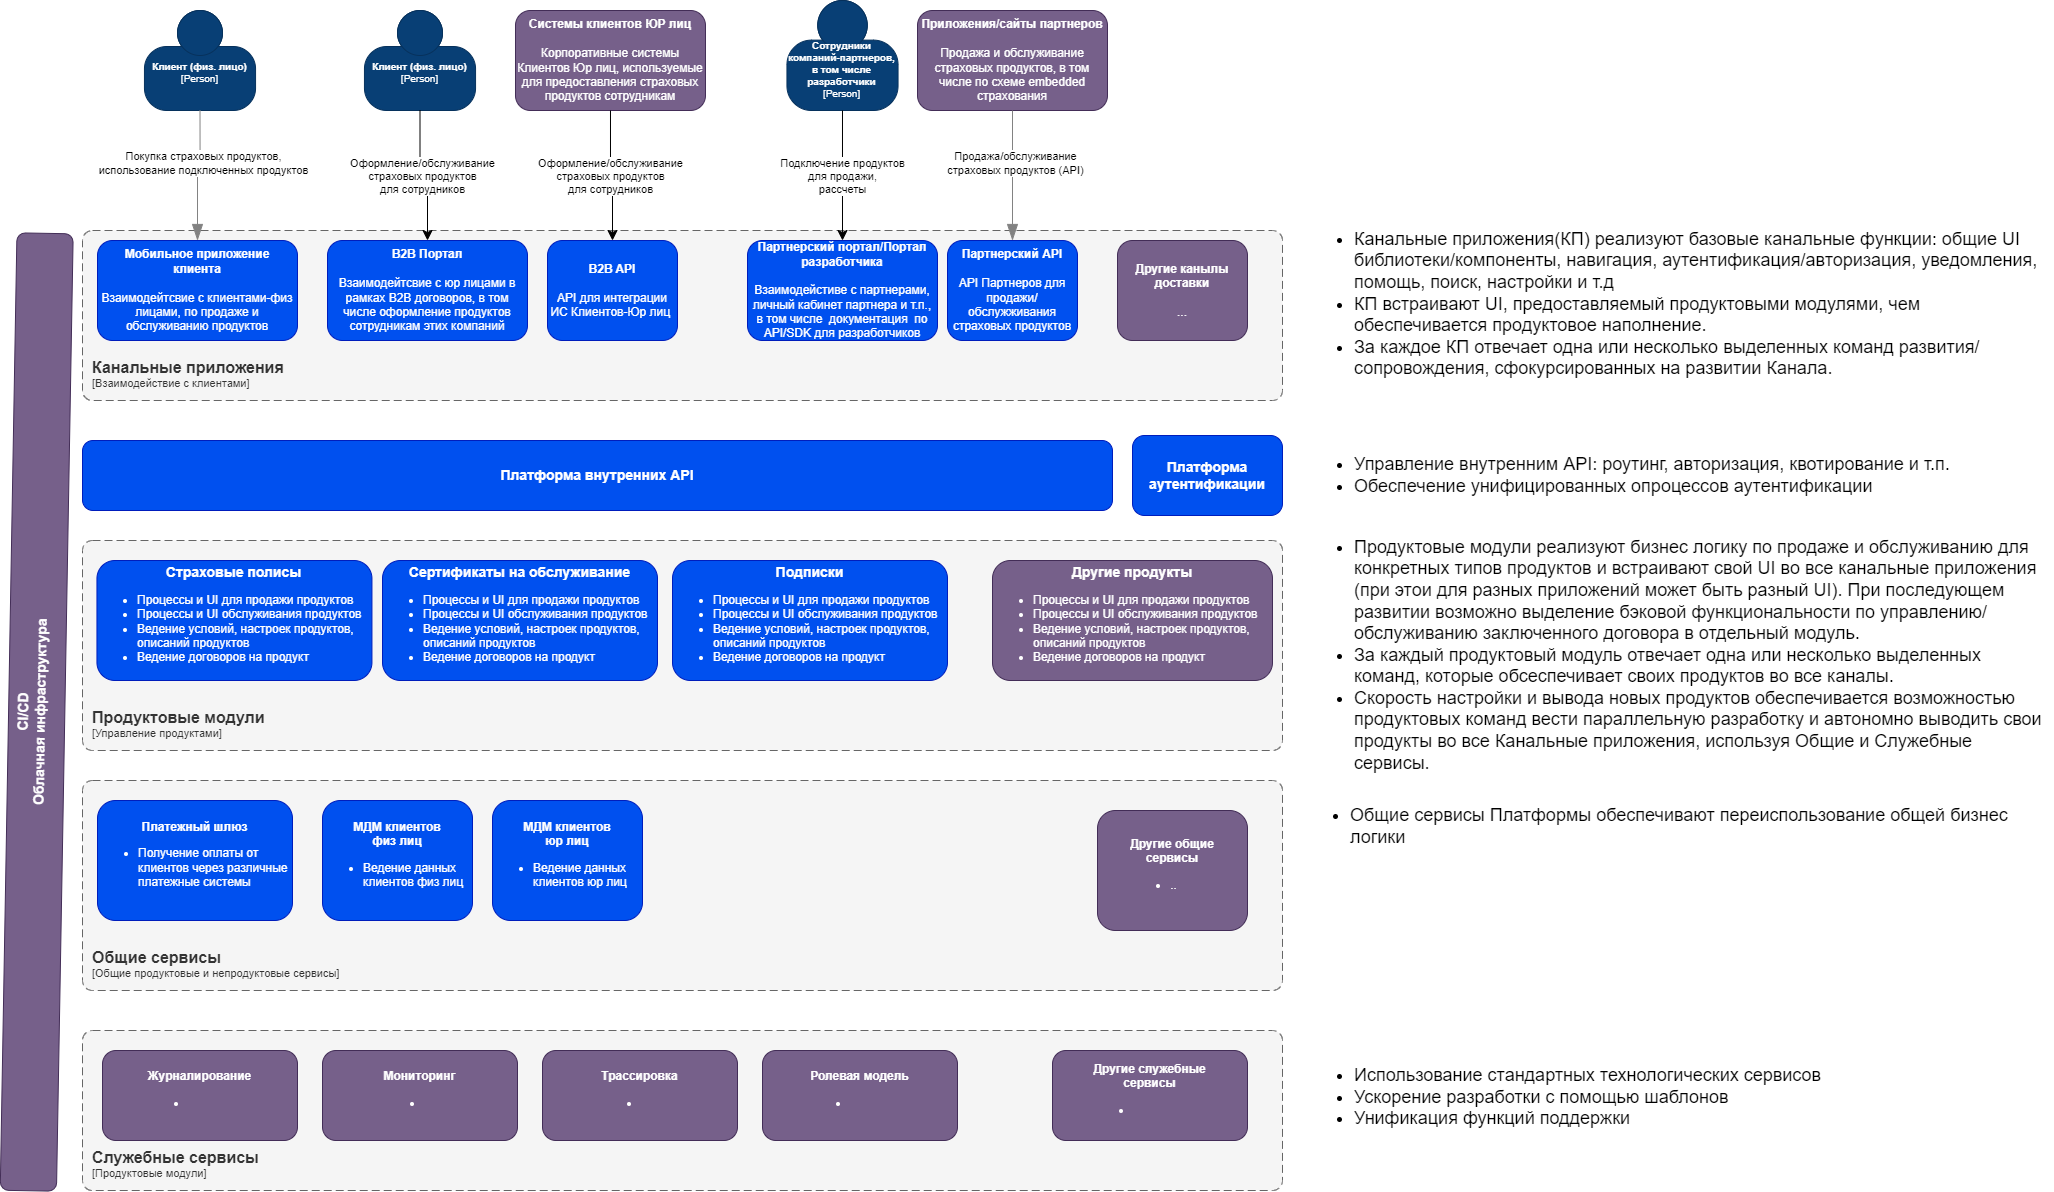 Клиент (физ. лицо)
[Person]
Клиент (физ. лицо)
[Person]
Системы клиентов ЮР лиц
Корпоративные системы
Клиентов Юр лиц, используемые
для предоставления страховых
продуктов сотрудникам
Сотрудники
компаний-партнеров,
в том числе
разработчики
[Person]
Приложения/сайты партнеров
Продажа и обслуживание
страховых продуктов, в том
числе по схеме embedded
страхования
Покупка страховых продуктов,
использование подключенных продуктов
Оформление/обслуживание
страховых продуктов
для сотрудников
Оформление/обслуживание
страховых продуктов
для сотрудников
Подключение продуктов
для продажи,
рассчеты
Продажа/обслуживание
страховых продуктов (API)
CI/CD
Облачная инфраструктура
Мобильное приложение
клиента
Взаимодейтсвие с клиентами-физ
лицами, по продаже и
обслуживанию продуктов
B2B Портал
Взаимодейтсвие с юр лицами в
рамках B2B договоров, в том
числе оформление продуктов
сотрудникам этих компаний
B2B API
API для интеграции
ИС Клиентов-Юр лиц
Партнерский портал/Портал
разработчика
Взаимодействие с партнерами,
личный кабинет партнера и т.п.,
в том числе документация по
API/SDK для разработчиков
Партнерский API
API Партнеров для
продажи/
обслужживания
страховых продуктов
Другие канылы
доставки
...
Канальные приложения
[Взаимодействие с клиентами]
• Канальные приложения(КП) реализуют базовые канальные функции: общие UI
библиотеки/компоненты, навигация, аутентификация/авторизация, уведомления,
помощь, поиск, настройки и т.д
• КП встраивают UI, предоставляемый продуктовыми модулями, чем
обеспечивается продуктовое наполнение.
• За каждое КП отвечает одна или несколько выделенных команд развития/
сопровождения, сфокурсированных на развитии Канала.
Платформа внутренних API
Платформа
аутентификации
• Управление внутренним API: роутинг, авторизация, квотирование и т.п.
• Обеспечение унифицированных опроцессов аутентификации
Страховые полисы
• Процессы и UI для продажи продуктов
• Процессы и UI обслуживания продуктов
• Ведение условий, настроек продуктов,
описаний продуктов
• Ведение договоров на продукт
Сертификаты на обслуживание
• Процессы и UI для продажи продуктов
• Процессы и UI обслуживания продуктов
• Ведение условий, настроек продуктов,
описаний продуктов
• Ведение договоров на продукт
Подписки
• Процессы и UI для продажи продуктов
• Процессы и UI обслуживания продуктов
• Ведение условий, настроек продуктов,
описаний продуктов
• Ведение договоров на продукт
Другие продукты
• Процессы и UI для продажи продуктов
• Процессы и UI обслуживания продуктов
• Ведение условий, настроек продуктов,
описаний продуктов
• Ведение договоров на продукт
Продуктовые модули
[Управление продуктами]
• Продуктовые модули реализуют бизнес логику по продаже и обслуживанию для
конкретных типов продуктов и встраивают свой UI во все канальные приложения
(при этои для разных приложений может быть разный UI). При последующем
развитии возможно выделение бэковой функциональности по управлению/
обслуживанию заключенного договора в отдельный модуль.
• За каждый продуктовый модуль отвечает одна или несколько выделенных
команд, которые обсеспечивает своих продуктов во все каналы.
• Скорость настройки и вывода новых продуктов обеспечивается возможностью
продуктовых команд вести параллельную разработку и автономно выводить свои
продукты во все Канальные приложения, используя Общие и Служебные
сервисы.
Платежный шлюз
• Получение оплаты от
клиентов через различные
платежные системы
МДМ клиентов
физ лиц
• Ведение данных
клиентов физ лиц
МДМ клиентов
юр лиц
• Ведение данных
клиентов юр лиц
Другие общие
сервисы
• ..
Общие сервисы
[Общие продуктовые и непродуктовые сервисы]
• Общие сервисы Платформы обеспечивают переиспользование общей бизнес
логики
Журналирование
•
Мониторинг
•
Трассировка
•
Ролевая модель
•
Другие служебные
сервисы
•
Служебные сервисы
[Продуктовые модули]
• Использование стандартных технологических сервисов
• Ускорение разработки с помощью шаблонов
• Унификация функций поддержки